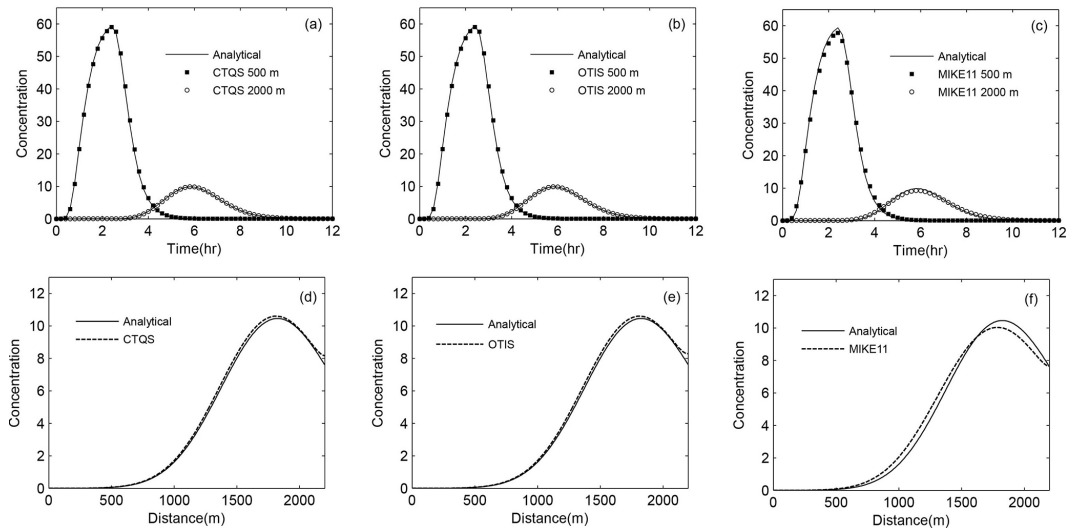 (a)
Concentration
60
50
40
30
20
10
0
Analytical
CTQS 500 m
CTQS 2000 m
0 2 4 6 8 10 12
Time(hr)
(b)
Concentration
60
50
40
30
20
10
0
Analytical
OTIS 500 m
OTIS 2000 m
0 2 4 6 8 10 12
Time(hr)
(c)
Concentration
60
50
40
30
20
10
0
Analytical
MIKE11 500 m
MIKE11 2000 m
0 2 4 6 8 10 12
Time(hr)
(d)
Concentration
12
10
8
6
4
2
0
Analytical
CTQS
0 500 1000 1500 2000
Distance(m)
(e)
Concentration
12
10
8
6
4
2
0
Analytical
OTIS
0 500 1000 1500 2000
Distance(m)
(f)
Concentration
12
10
8
6
4
2
0
Analytical
MIKE11
0 500 1000 1500 2000
Distance(m)